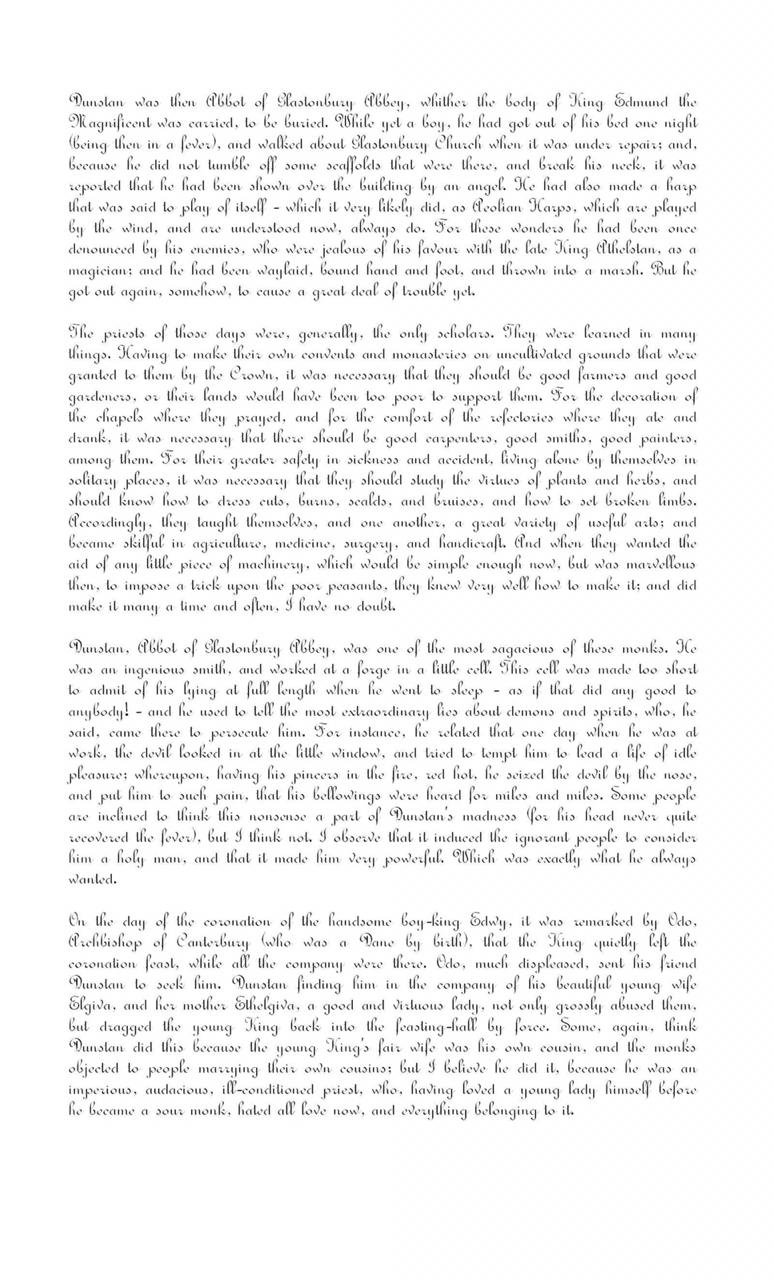 Dunstan was then Abbot of Glastonbury Abbey, whither the body of King Edmund the
Magnificent was carried, to be buried. While yet a boy, he had got out of his bed one night
(being then in a fever), and walked about Glastonbury Church when it was under repair; and,
because he did not tumble off some scaffolds that were there, and break his neck, it was
reported that he had been shown over the building by an angel. He had also made a harp
that was said to play of itself - which it very likely did, as Aeolian Harps, which are played
by the wind, and are understood now, always do. For these wonders he had been once
denounced by his enemies, who were jealous of his favour with the late King Athelstan, as a
magician; and he had been waylaid, bound hand and foot, and thrown into a marsh. But he
got out again, somehow, to cause a great deal of trouble yet.

The priests of those days were, generally, the only scholars. They were learned in many
things. Having to make their own convents and monasteries on uncultivated grounds that were
granted to them by the Crown, it was necessary that they should be good farmers and good
gardeners, or their lands would have been too poor to support them. For the decoration of
the chapels where they prayed, and for the comfort of the refectories where they ate and
drank, it was necessary that there should be good carpenters, good smiths, good painters,
among them. For their greater safety in sickness and accident, living alone by themselves in
solitary places, it was necessary that they should study the virtues of plants and herbs, and
should know how to dress cuts, burns, scalds, and bruises, and how to set broken limbs.
Accordingly, they taught themselves, and one another, a great variety of useful arts; and
became skilful in agriculture, medicine, surgery, and handicraft. And when they wanted the
aid of any little piece of machinery, which would be simple enough now, but was marvellous
then, to impose a trick upon the poor peasants, they knew very well how to make it; and did
make it many a time and often, I have no doubt.

Dunstan, Abbot of Glastonbury Abbey, was one of the most sagacious of these monks. He
was an ingenious smith, and worked at a forge in a little cell. This cell was made too short
to admit of his lying at full length when he went to sleep - as if that did any good to
anybody! - and he used to tell the most extraordinary lies about demons and spirits, who, he
said, came there to persecute him. For instance, he related that one day when he was at
work, the devil looked in at the little window, and tried to tempt him to lead a life of idle
pleasure; whereupon, having his pincers in the fire, red hot, he seized the devil by the nose,
and put him to such pain, that his bellowings were heard for miles and miles. Some people
are inclined to think this nonsense a part of Dunstan's madness (for his head never quite
recovered the fever), but I think not. I observe that it induced the ignorant people to consider
him a holy man, and that it made him very powerful. Which was exactly what he always
wanted.

On the day of the coronation of the handsome boy-king Edwy, it was remarked by Odo,
Archbishop of Canterbury (who was a Dane by birth), that the King quietly left the
coronation feast, while all the company were there. Odo, much displeased, sent his friend
Dunstan to seek him. Dunstan finding him in the company of his beautiful young wife
Elgiva, and her mother Ethelgiva, a good and virtuous lady, not only grossly abused them,
but dragged the young King back into the feasting-hall by force. Some, again, think
Dunstan did this because the young King's fair wife was his own cousin, and the monks
objected to people marrying their own cousins; but I believe he did it, because he was an
imperious, audacious, ill-conditioned priest, who, having loved a young lady himself before
he became a sour monk, hated all love now, and everything belonging to it.